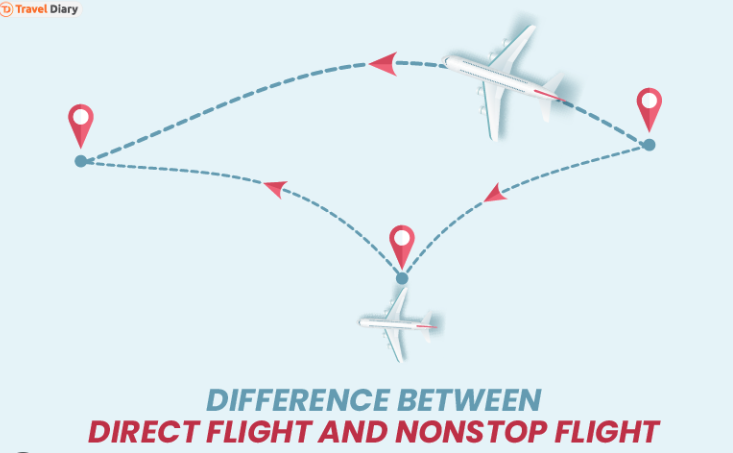 Travel Diary
DIFFERENCE BETWEEN
DIRECT FLIGHT AND NONSTOP FLIGHT